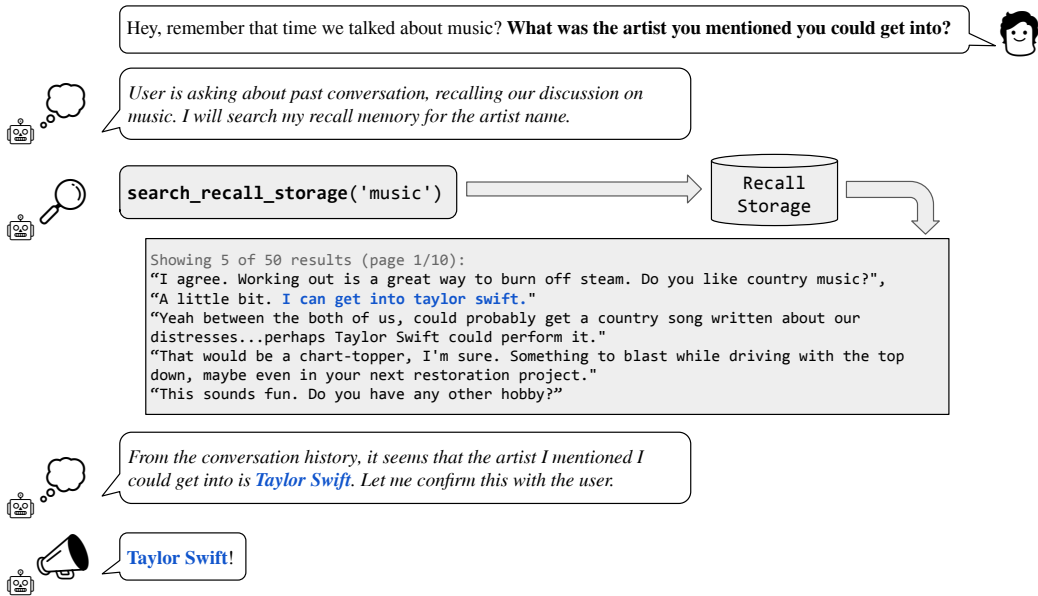 Hey, remember that time we talked about music? What was the artist you mentioned you could get into?
User is asking about past conversation, recalling our discussion on
music. I will search my recall memory for the artist name.
search_recall_storage('music')
Recall
Storage
Showing 5 of 50 results (page 1/10):
“I agree. Working out is a great way to burn off steam. Do you like country music?",
“A little bit. I can get into taylor swift."
“Yeah between the both of us, could probably get a country song written about our
distresses...perhaps Taylor Swift could perform it."
“That would be a chart-topper, I'm sure. Something to blast while driving with the top
down, maybe even in your next restoration project."
“This sounds fun. Do you have any other hobby?”
From the conversation history, it seems that the artist I mentioned I
could get into is Taylor Swift. Let me confirm this with the user.
Taylor Swift!